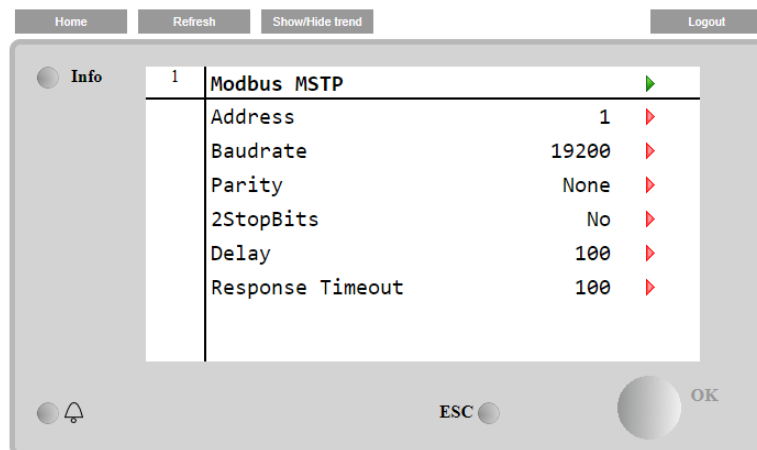 Home Refresh Show/Hide trend Logout
Info 1 Modbus MSTP
Address 1
Baudrate 19200
Parity None
2StopBits No
Delay 100
Response Timeout 100
ESC OK